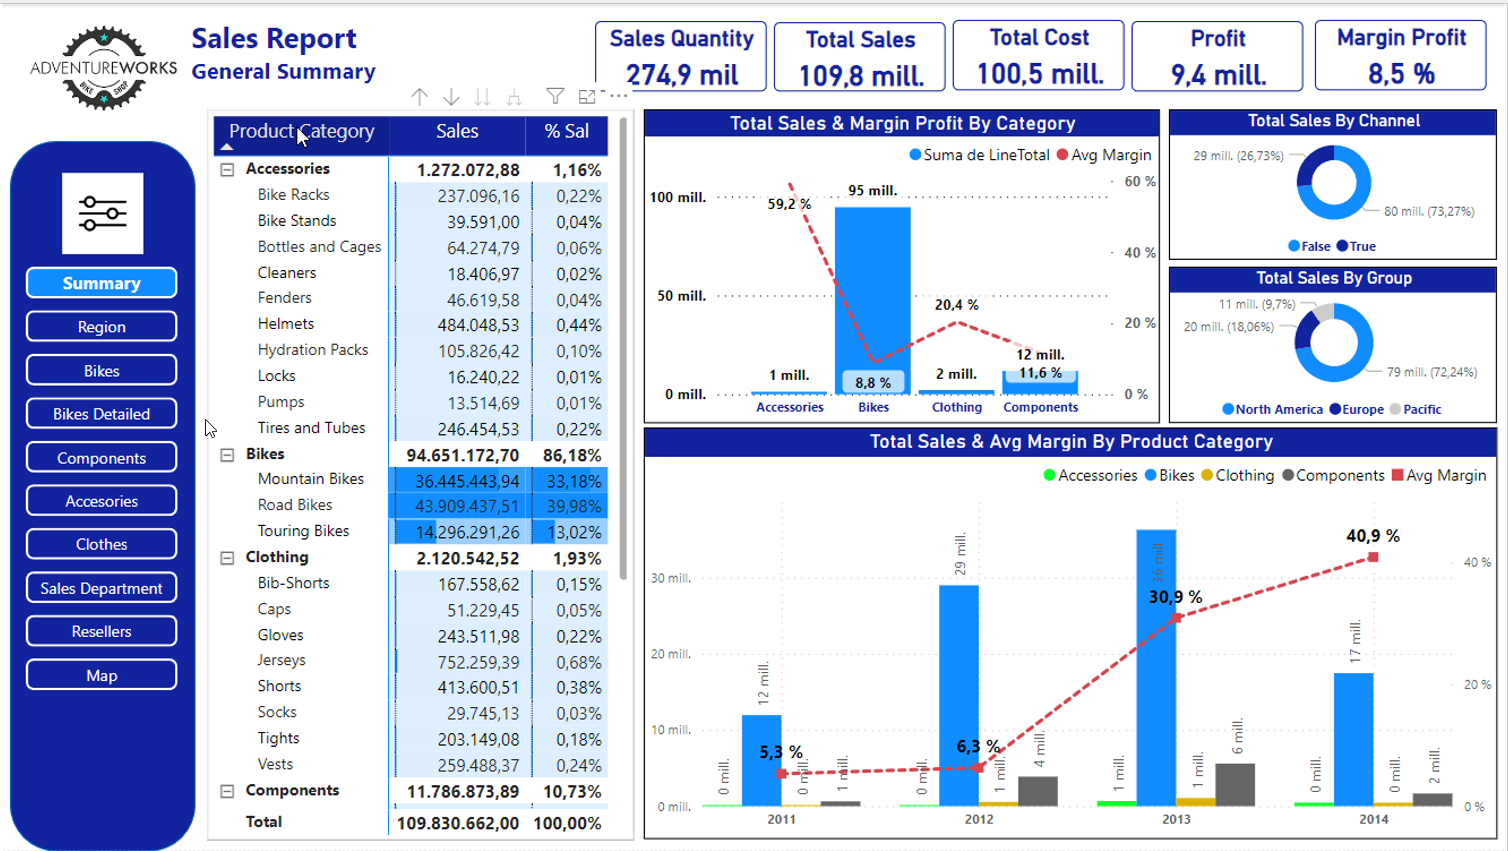 ADVENTUREWORKS
BIKE SHOP
Sales Report
General Summary
Sales Quantity
274,9 mil
Total Sales
109,8 mill.
Total Cost
100,5 mill.
Profit
9,4 mill.
Margin Profit
8,5 %
Summary
Region
Bikes
Bikes Detailed
Components
Accesories
Clothes
Sales Department
Resellers
Map
Product Category Sales % Sal
Accessories 1.272.072,88 1,16%
Bike Racks 237.096,16 0,22%
Bike Stands 39.591,00 0,04%
Bottles and Cages 64.274,79 0,06%
Cleaners 18.406,97 0,02%
Fenders 46.619,58 0,04%
Helmets 484.048,53 0,44%
Hydration Packs 105.826,42 0,10%
Locks 16.240,22 0,01%
Pumps 13.514,69 0,01%
Tires and Tubes 246.454,53 0,22%
Bikes 94.651.172,70 86,18%
Mountain Bikes 36.445.443,94 33,18%
Road Bikes 43.909.437,51 39,98%
Touring Bikes 14.296.291,26 13,02%
Clothing 2.120.542,52 1,93%
Bib-Shorts 167.558,62 0,15%
Caps 51.229,45 0,05%
Gloves 243.511,98 0,22%
Jerseys 752.259,39 0,68%
Shorts 413.600,51 0,38%
Socks 29.745,13 0,03%
Tights 203.149,08 0,18%
Vests 259.488,37 0,24%
Components 11.786.873,89 10,73%
Total 109.830.662,00 100,00%
Total Sales & Margin Profit By Category
Suma de LineTotal Avg Margin
100 mill.
50 mill.
0 mill.
60 %
40 %
20 %
0 %
59,2 %
95 mill.
20,4 %
12 mill.
11,6 %
1 mill.
8,8 %
2 mill.
Accessories Bikes Clothing Components
Total Sales By Channel
29 mill. (26,73%)
80 mill. (73,27%)
False True
Total Sales By Group
11 mill. (9,7%)
20 mill. (18,06%)
79 mill. (72,24%)
North America Europe Pacific
Total Sales & Avg Margin By Product Category
Accessories Bikes Clothing Components Avg Margin
30 mill.
20 mill.
10 mill.
0 mill.
40 %
20 %
0 %
0 mill.
12 mill.
5,3 %
0 mill.
1 mill.
0 mill.
29 mill.
6,3 %
1 mill.
4 mill.
1 mill.
36 mill.
30,9 %
1 mill.
6 mill.
0 mill.
17 mill.
40,9 %
0 mill.
2 mill.
2011 2012 2013 2014